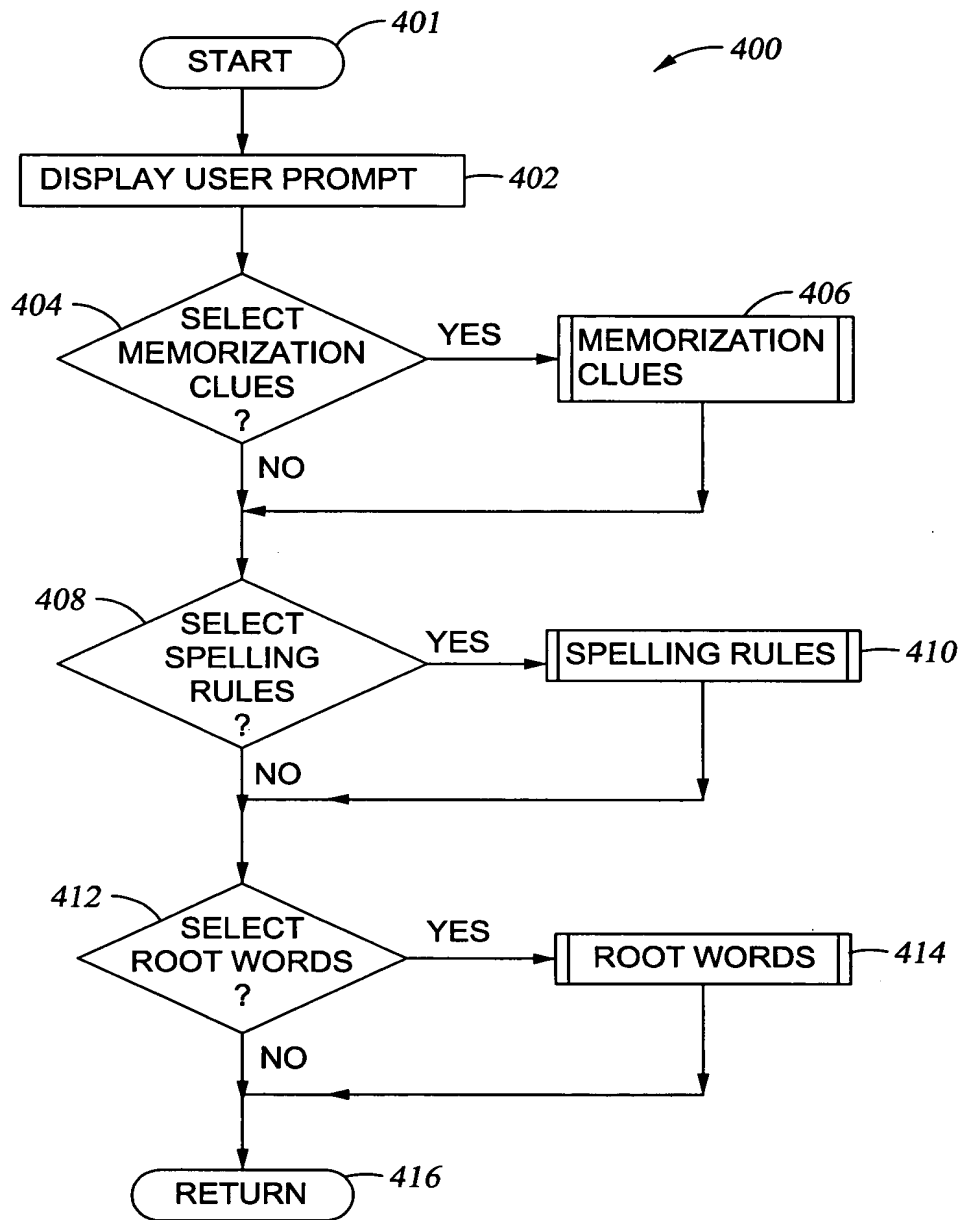 401
START
400
DISPLAY USER PROMPT
402
404
SELECT
MEMORIZATION
CLUES
?
YES
406
MEMORIZATION
CLUES
NO
408
SELECT
SPELLING
RULES
?
YES
SPELLING RULES
410
NO
412
SELECT
ROOT WORDS
?
YES
ROOT WORDS
414
NO
RETURN
416